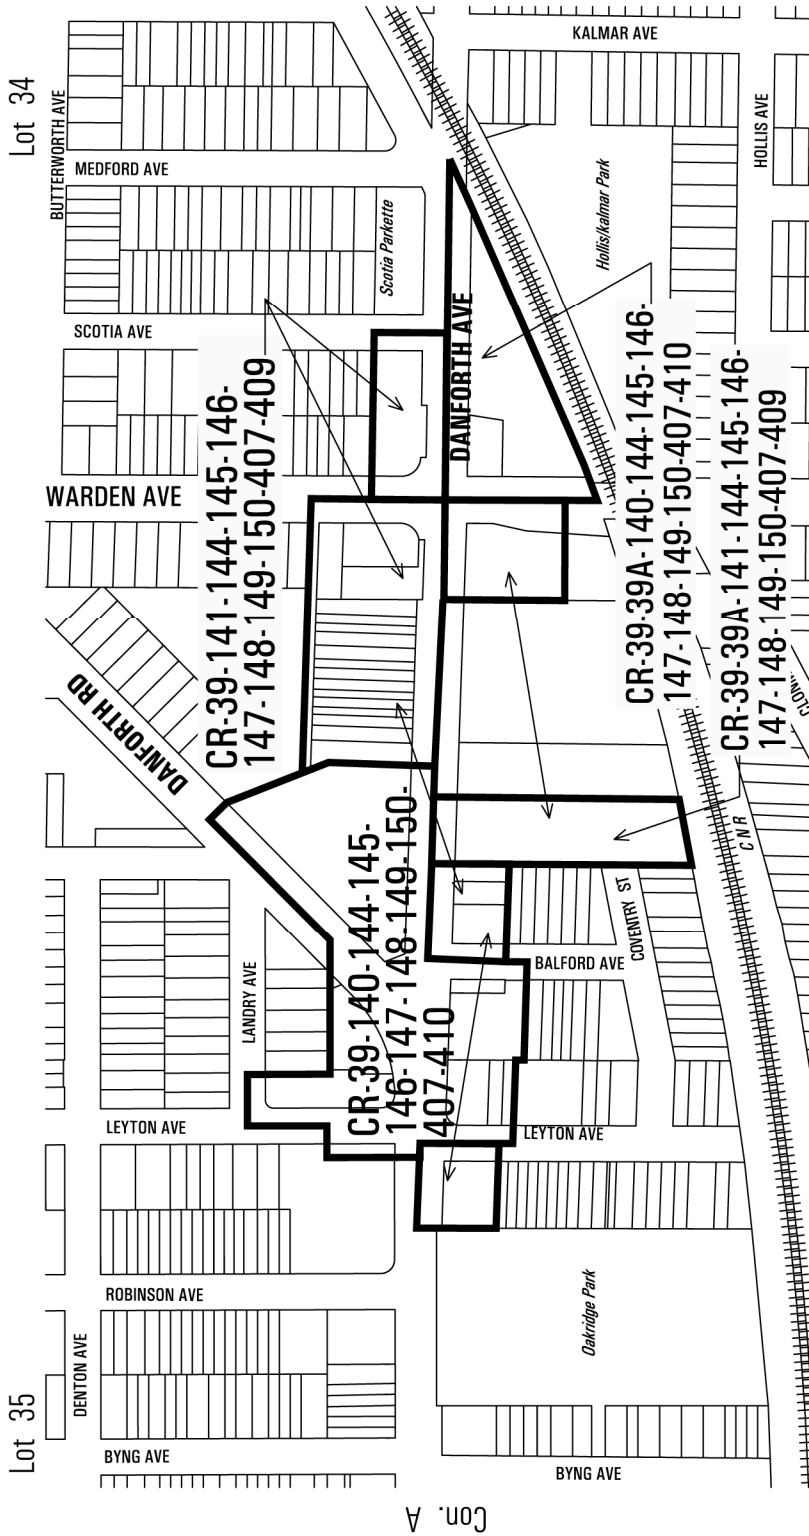 Lot 34
KALMAR AVE
BUTTERWORTH AVE
HOLLIS AVE
MEDFORD AVE
Scotia Parkette
Hollis/kalmar Park
SCOTIA AVE
DANFORTH AVE
WARDEN AVE
CR-39-141-144-145-146-
147-148-149-150-407-409
CR-39-39A-140-144-145-146-
147-148-149-150-407-410
CR-39-39A-141-144-145-146-
147-148-149-150-407-409
DANFORTH RD
CNR
CR-39-140-144-145-
146-147-148-149-150-
407-410
COVENTRY ST
BALFORD AVE
LANDRY AVE
LEYTON AVE
LEYTON AVE
ROBINSON AVE
Oakridge Park
DENTON AVE
Lot 35
BYNG AVE
BYNG AVE
Con. A